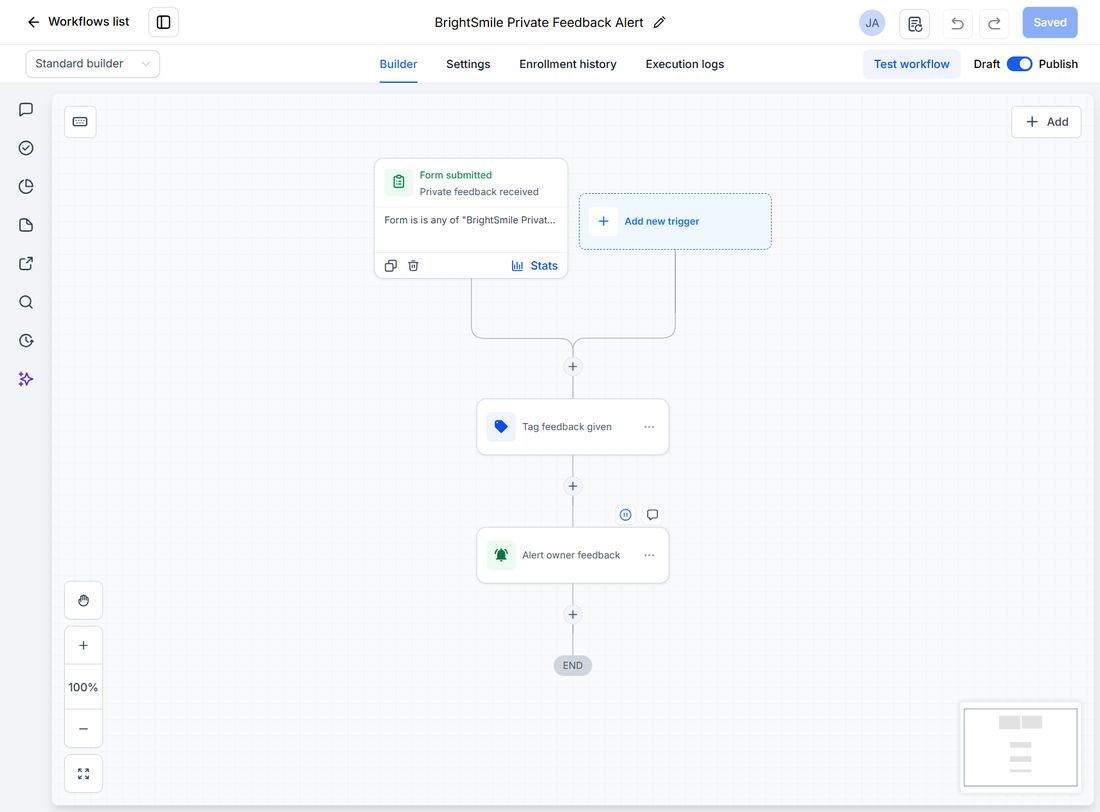 Workflows list
BrightSmile Private Feedback Alert
JA
Saved
Standard builder
Builder
Settings
Enrollment history
Execution logs
Test workflow
Draft
Publish
Add
Form submitted
Private feedback received
Form is is any of "BrightSmile Privat...
Stats
Add new trigger
Tag feedback given
Alert owner feedback
END
100%